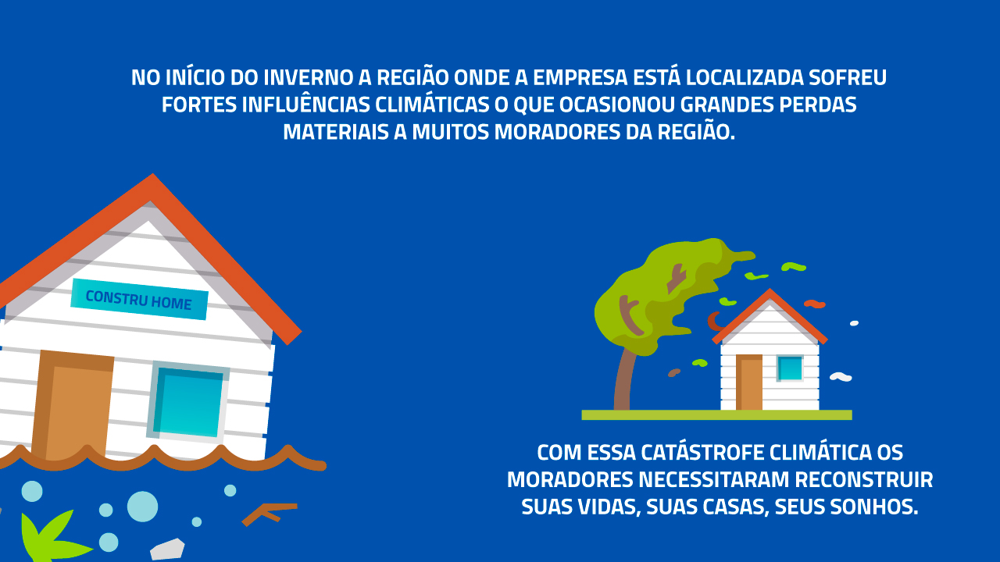 NO INÍCIO DO INVERNO A REGIÃO ONDE A EMPRESA ESTÁ LOCALIZADA SOFREU
FORTES INFLUÊNCIAS CLIMÁTICAS O QUE OCASIONOU GRANDES PERDAS
MATERIAIS A MUITOS MORADORES DA REGIÃO.
CONSTRU HOME
COM ESSA CATÁSTROFE CLIMÁTICA OS
MORADORES NECESSITARAM RECONSTRUIR
SUAS VIDAS, SUAS CASAS, SEUS SONHOS.